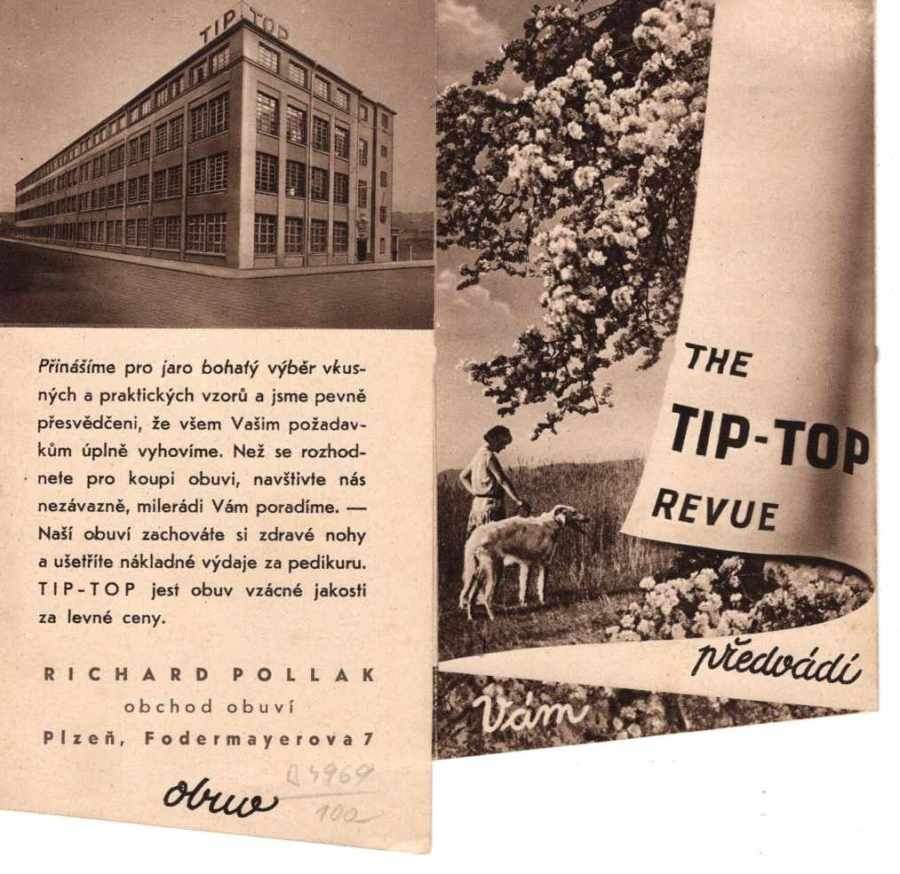 TIP TOP
Přinášíme pro jaro bohatý výběr vkus-
ných a praktických vzorů a jsme pevně
přesvědčeni, že všem Vašim požadav-
kům úplně vyhovíme. Než se rozhod-
nete pro koupi obuvi, navštivte nás
nezávazně, milerádi Vám poradíme. —
Naší obuví zachováte si zdravé nohy
a ušetříte nákladné výdaje za pedikuru.
TIP-TOP jest obuv vzácné jakosti
za levné ceny.
RICHARD POLLAK
obchod obuví
Plzeň, Fodermayerova 7
obuv
100
THE
TIP-TOP
REVUE
předvádí
Vám